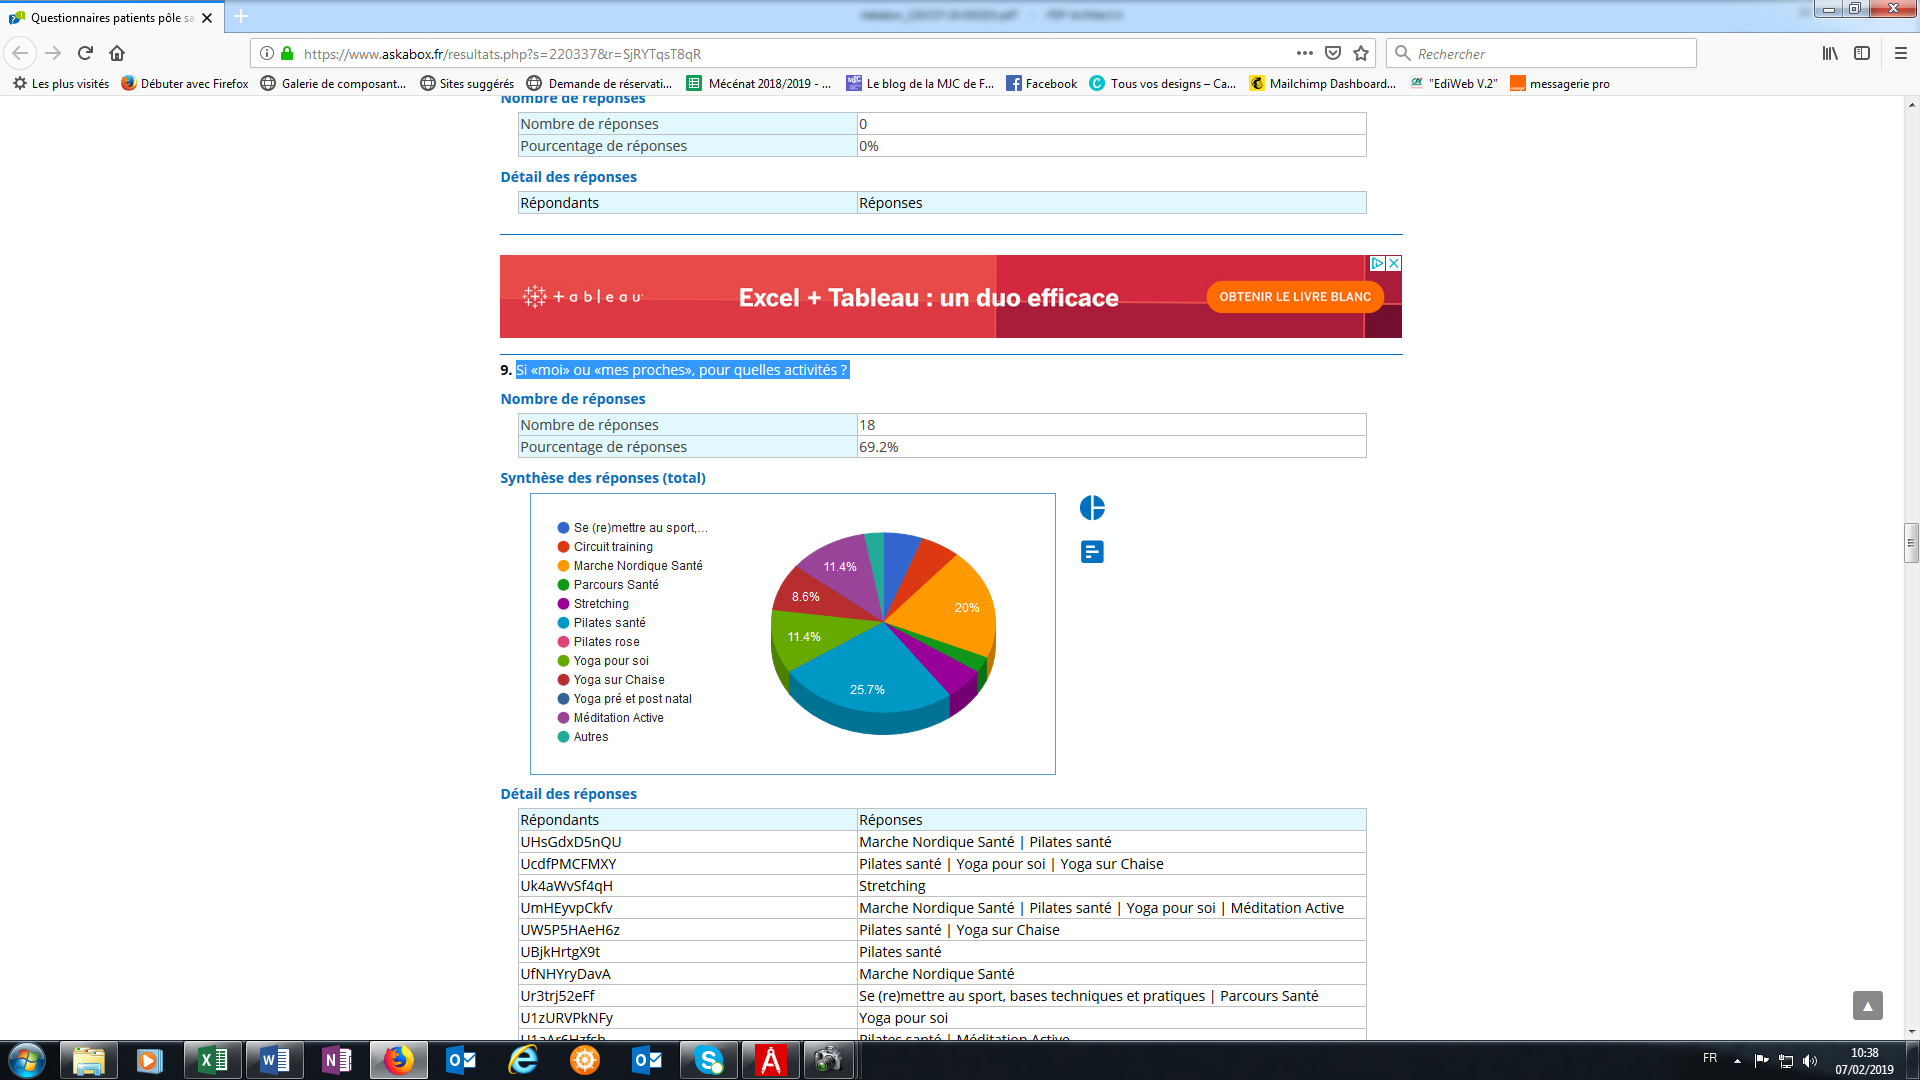 Questionnaires patients pôle sa
https://www.askabox.fr/resultats.php?s=220337&r=SjRYTqsT8qR
Rechercher
Les plus visités
Débuter avec Firefox
Galerie de composant...
Sites suggérés
Demande de réservati...
Mécénat 2018/2019 - ...
Le blog de la MJC de F...
Facebook
Tous vos designs – Ca...
Mailchimp Dashboard...
"EdiWeb V.2"
messagerie pro
Nombre de réponses
Nombre de réponses 0
Pourcentage de réponses 0%
Détail des réponses
Répondants Réponses
+ableau
Excel + Tableau : un duo efficace
OBTENIR LE LIVRE BLANC
9. Si «moi» ou «mes proches», pour quelles activités ?
Nombre de réponses
Nombre de réponses 18
Pourcentage de réponses 69.2%
Synthèse des réponses (total)
Se (re)mettre au sport,...
Circuit training
Marche Nordique Santé
Parcours Santé
Stretching
Pilates santé
Pilates rose
Yoga pour soi
Yoga sur Chaise
Yoga pré et post natal
Méditation Active
Autres
11.4%
8.6%
20%
11.4%
25.7%
Détail des réponses
Répondants Réponses
UHsGdxD5nQU Marche Nordique Santé | Pilates santé
UcdfPMCFMXY Pilates santé | Yoga pour soi | Yoga sur Chaise
Uk4aWvSf4qH Stretching
UmHEyvpCkfv Marche Nordique Santé | Pilates santé | Yoga pour soi | Méditation Active
UW5P5HAeH6z Pilates santé | Yoga sur Chaise
UBjkHrtgX9t Pilates santé
UfNHYryDavA Marche Nordique Santé
Ur3trj52eFf Se (re)mettre au sport, bases techniques et pratiques | Parcours Santé
U1zURVPkNFy Yoga pour soi
U1aAr6Hzfsh Pilates santé | Méditation Active
FR
10:38
07/02/2019